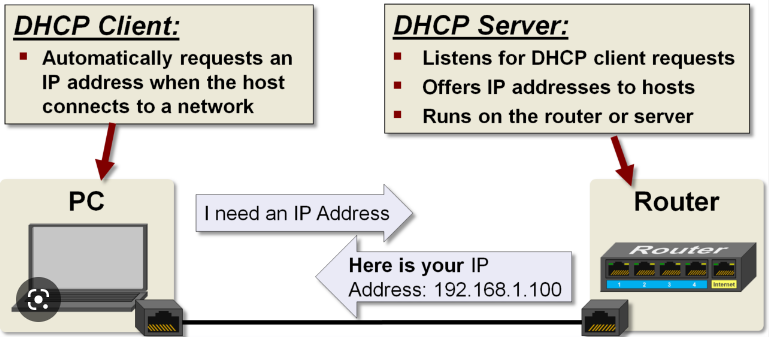 DHCP Client:
▪ Automatically requests an
IP address when the host
connects to a network
DHCP Server:
▪ Listens for DHCP client requests
▪ Offers IP addresses to hosts
▪ Runs on the router or server
PC
I need an IP Address
Here is your IP
Address: 192.168.1.100
Router
Router
1 2 3 4 Internet